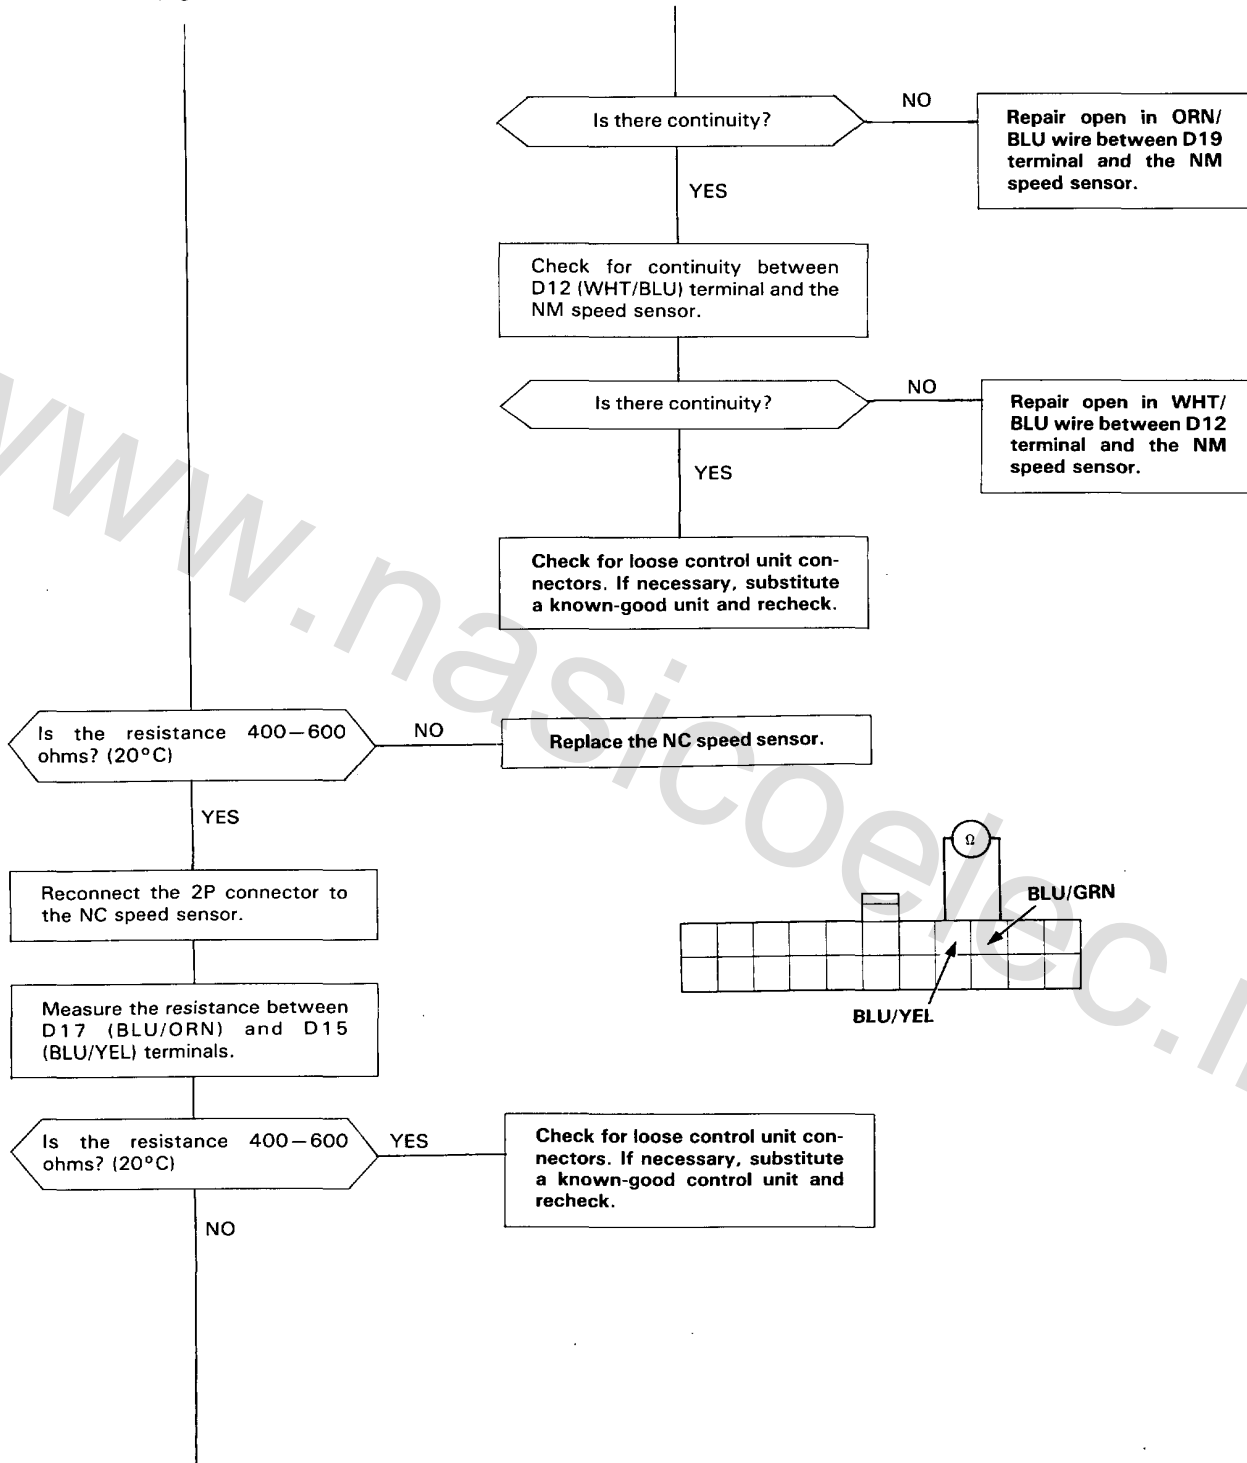 Is there continuity?
NO
Repair open in ORN/
BLU wire between D19
terminal and the NM
speed sensor.
YES
Check for continuity between
D12 (WHT/BLU) terminal and the
NM speed sensor.
Is there continuity?
NO
Repair open in WHT/
BLU wire between D12
terminal and the NM
speed sensor.
YES
Check for loose control unit con-
nectors. If necessary, substitute
a known-good unit and recheck.
Is the resistance 400—600
ohms? (20°C)
NO
Replace the NC speed sensor.
YES
Reconnect the 2P connector to
the NC speed sensor.
Measure the resistance between
D17 (BLU/ORN) and D15
(BLU/YEL) terminals.
Ω
BLU/GRN
BLU/YEL
Is the resistance 400—600
ohms? (20°C)
YES
Check for loose control unit con-
nectors. If necessary, substitute
a known-good control unit and
recheck.
NO
www.nasicoelec.